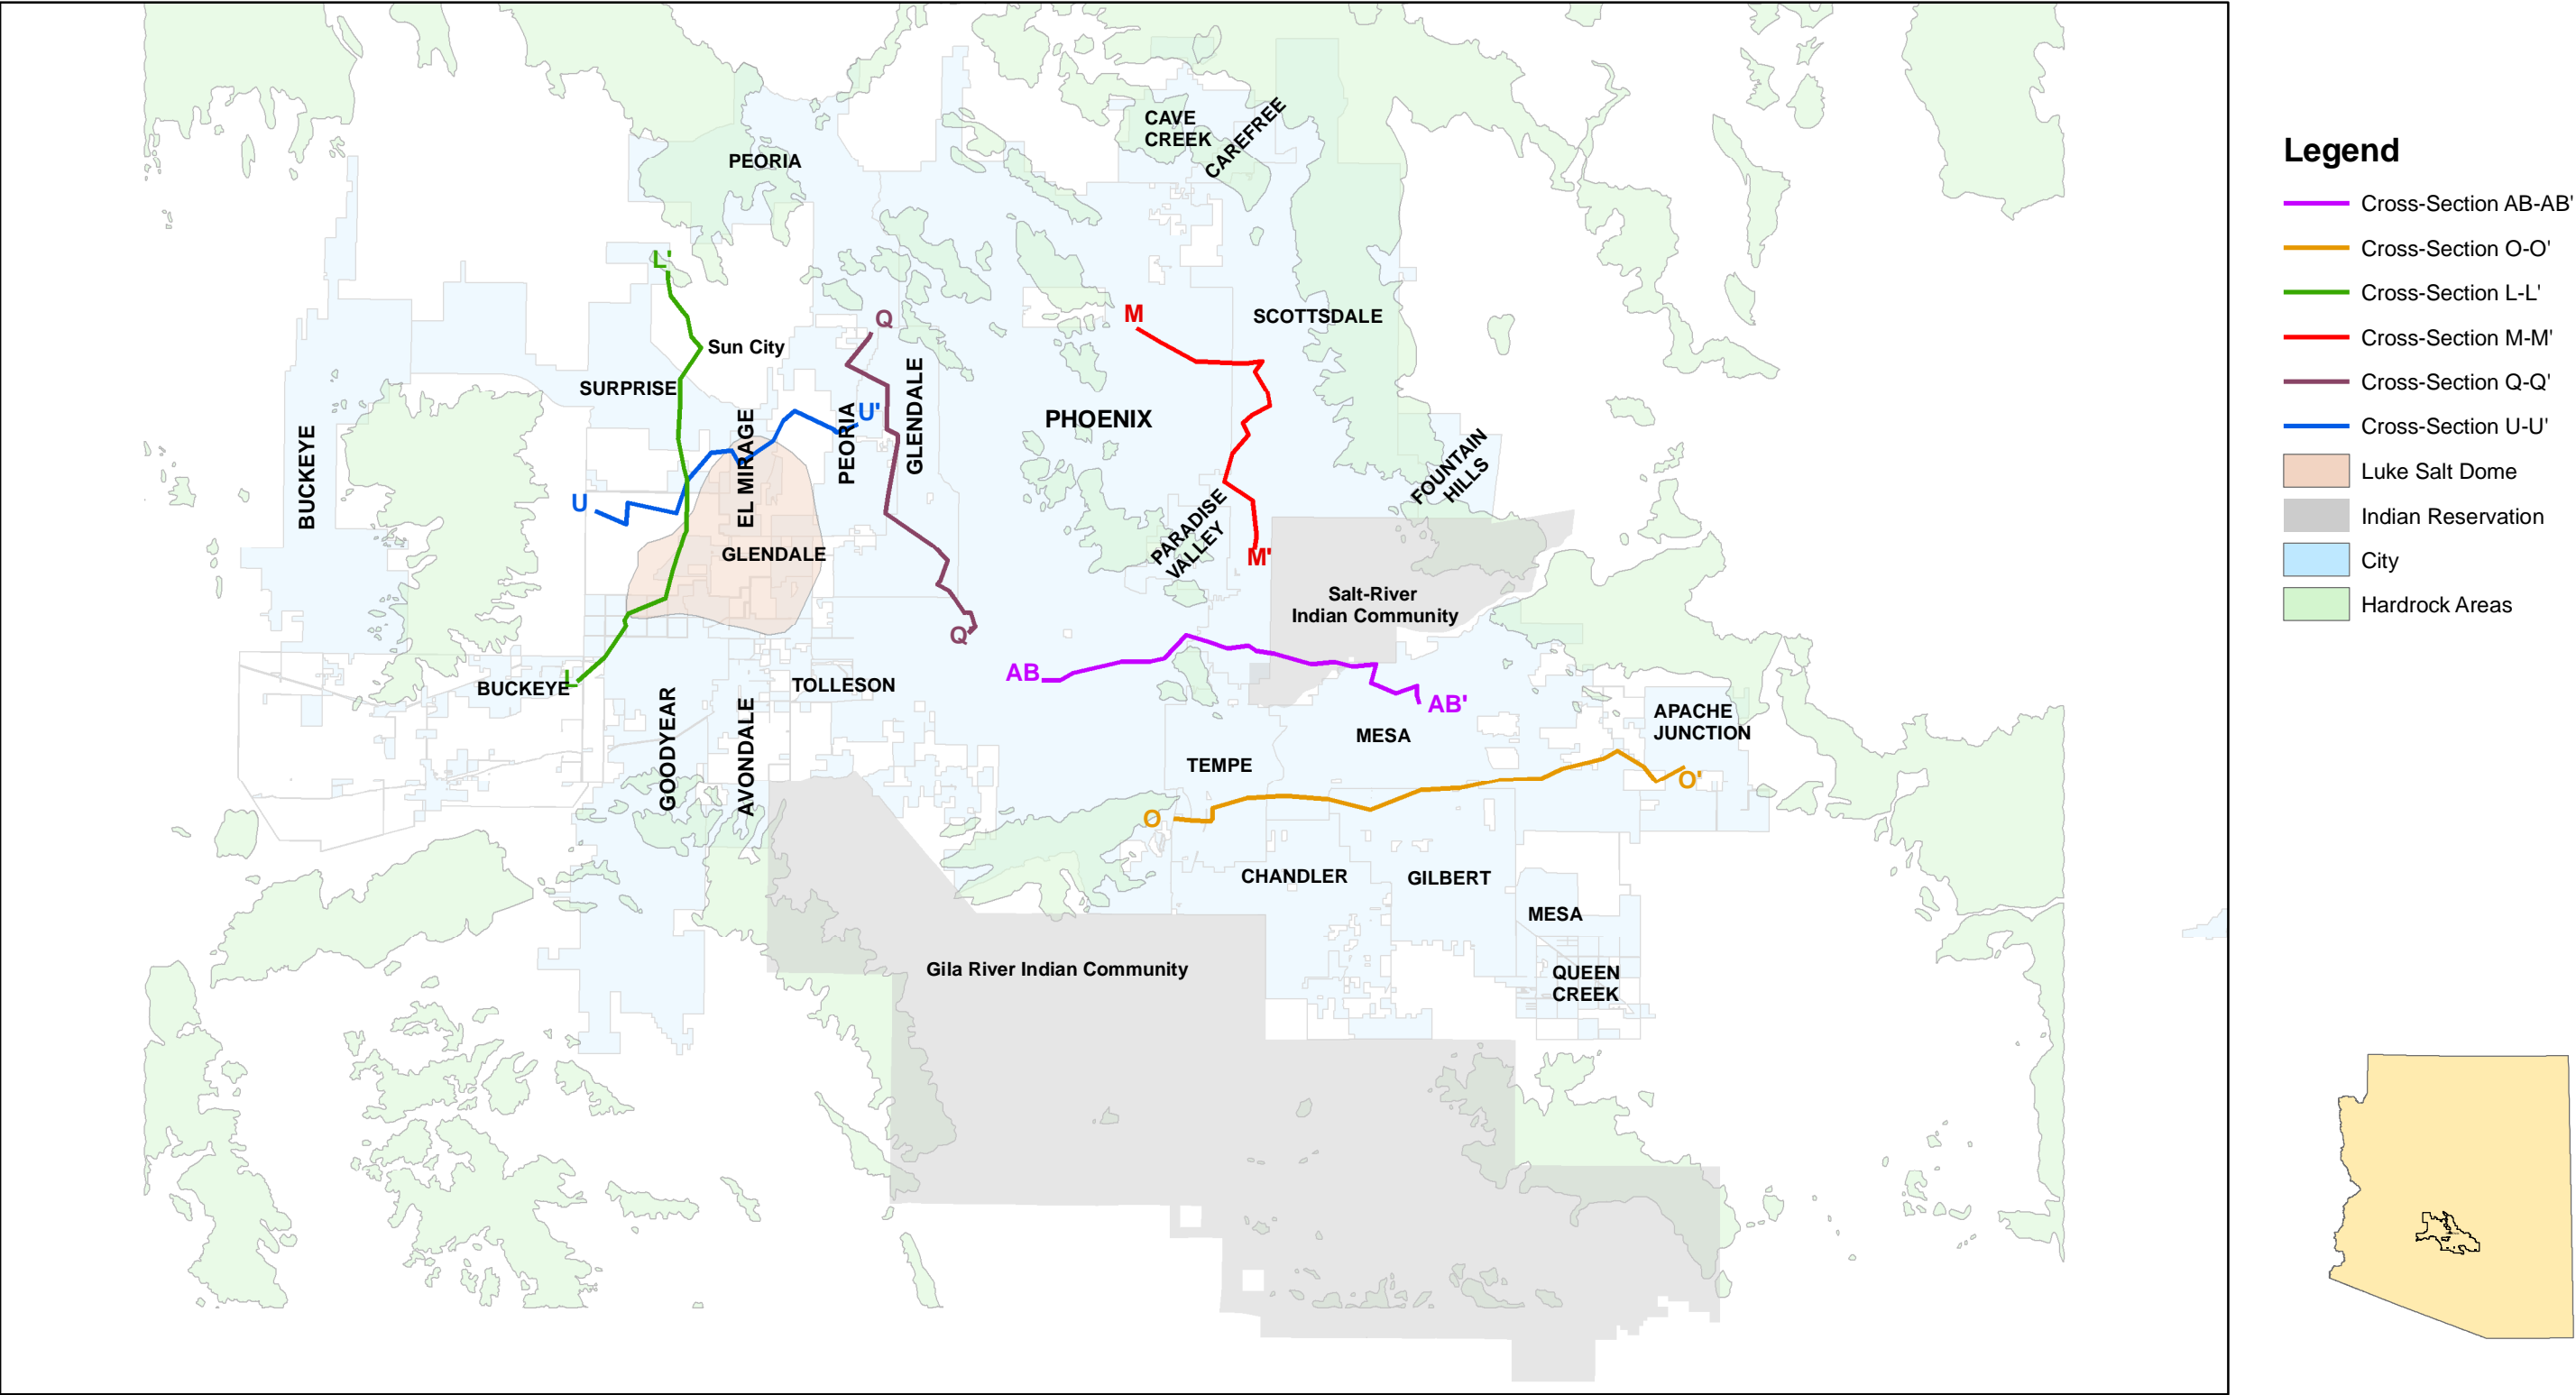 CAVE
CREEK
CAREFREE
PEORIA
L'
Q
M
SCOTTSDALE
Sun City
SURPRISE
U'
PEORIA
GLENDALE
PHOENIX
EL MIRAGE
BUCKEYE
FOUNTAIN
HILLS
U
PARADISE
VALLEY
M'
GLENDALE
Salt-River
Indian Community
Q'
AB
L
BUCKEYE
TOLLESON
AB'
GOODYEAR
AVONDALE
MESA
APACHE
JUNCTION
TEMPE
O'
O
CHANDLER
GILBERT
MESA
Gila River Indian Community
QUEEN
CREEK
Legend
Cross-Section AB-AB'
Cross-Section O-O'
Cross-Section L-L'
Cross-Section M-M'
Cross-Section Q-Q'
Cross-Section U-U'
Luke Salt Dome
Indian Reservation
City
Hardrock Areas